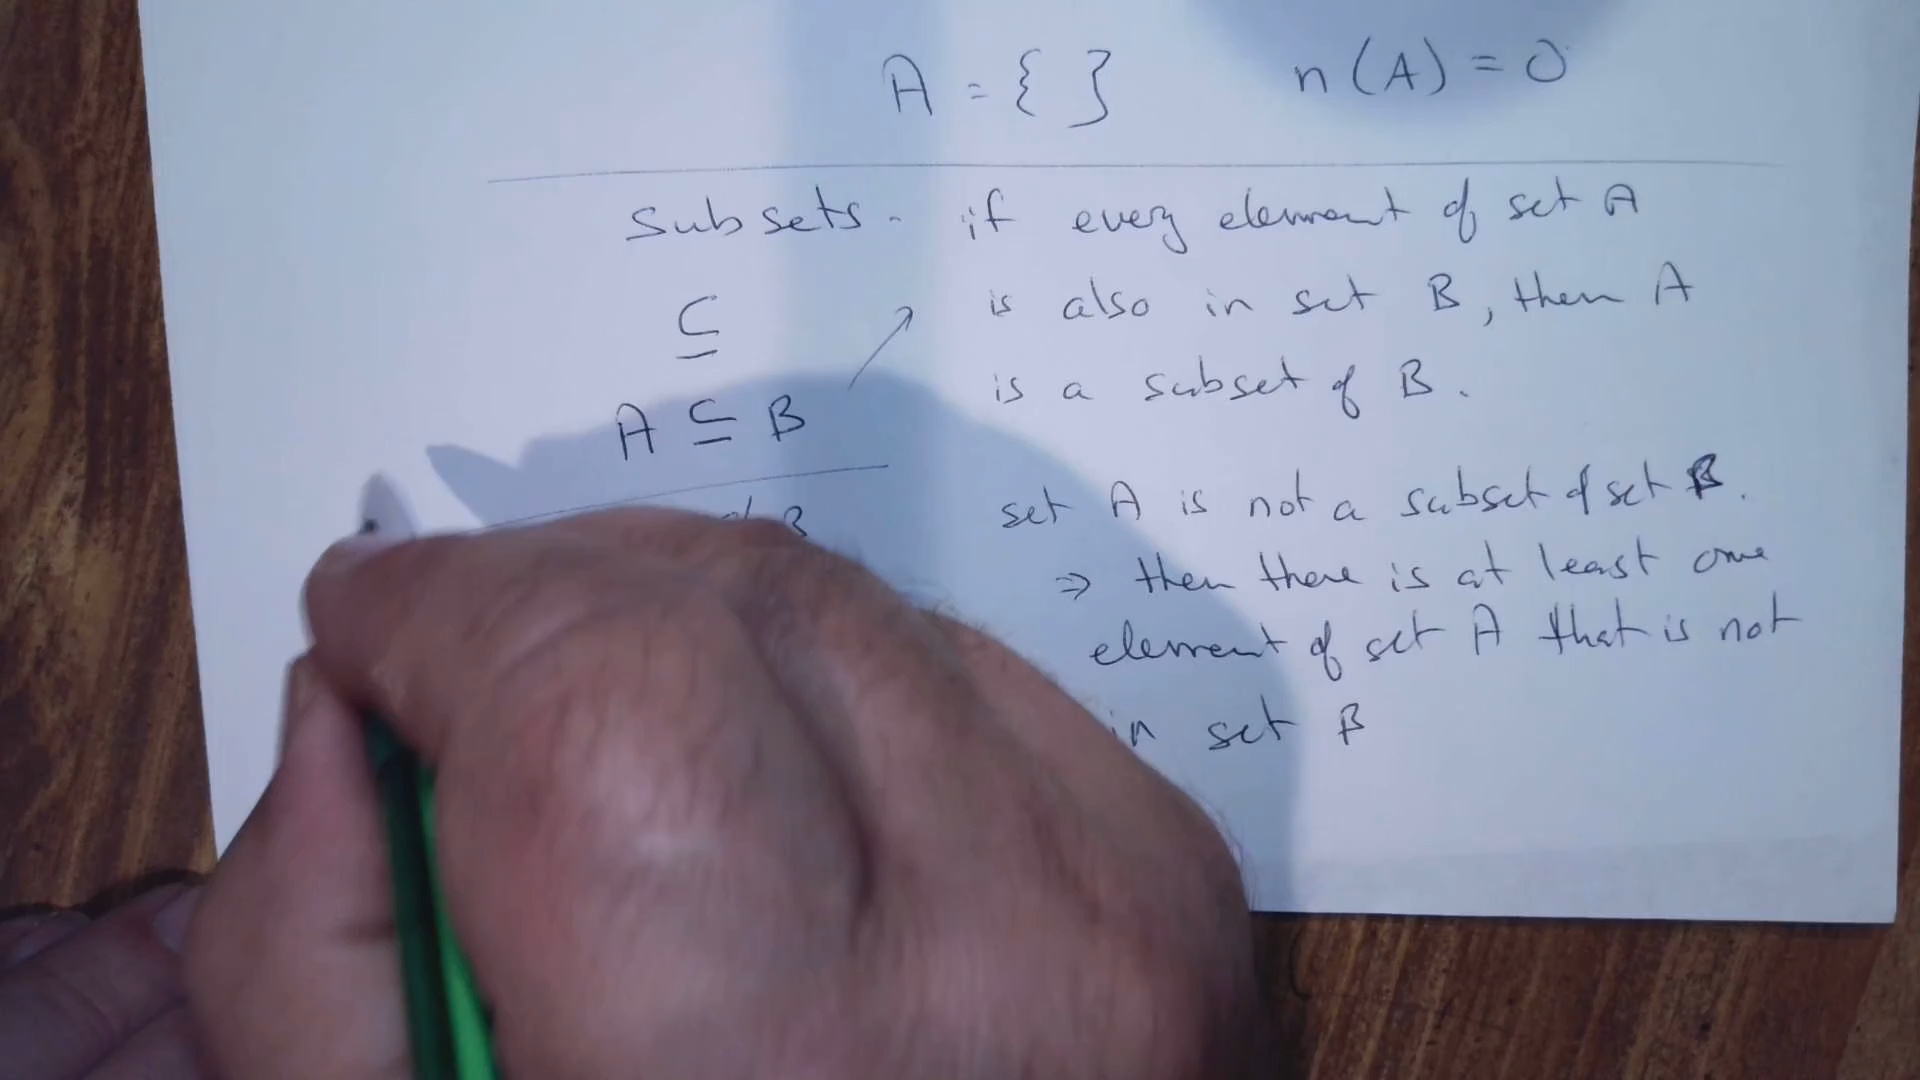 A = { } n(A) = 0
Subsets - if every element of set A
⊆ is also in set B, then A
is a subset of B.
A ⊆ B
set A is not a subset of set B.
B
⇒ then there is at least one
element of set A that is not
in set B